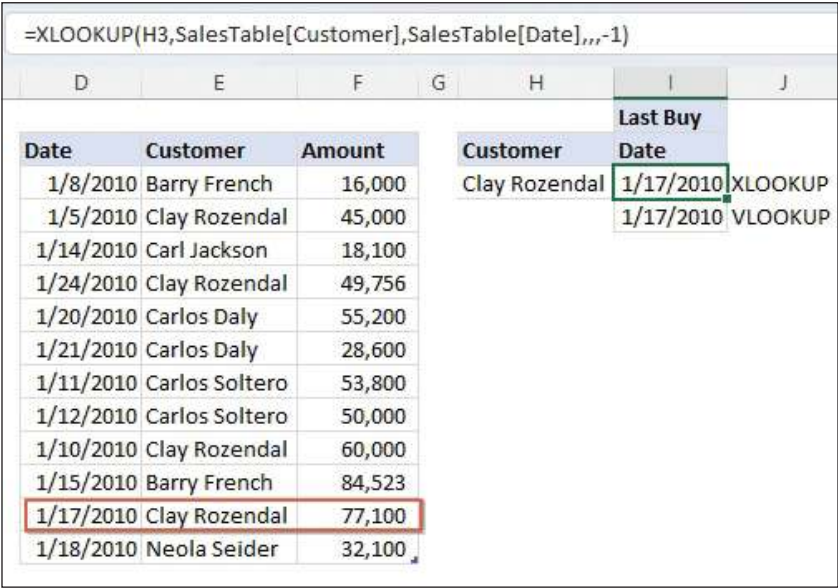 =XLOOKUP(H3,SalesTable[Customer],SalesTable[Date],,,-1)
D E F G H I J
Last Buy
Date Customer Amount Customer Date
1/8/2010 Barry French 16,000 Clay Rozendal 1/17/2010 XLOOKUP
1/5/2010 Clay Rozendal 45,000 1/17/2010 VLOOKUP
1/14/2010 Carl Jackson 18,100
1/24/2010 Clay Rozendal 49,756
1/20/2010 Carlos Daly 55,200
1/21/2010 Carlos Daly 28,600
1/11/2010 Carlos Soltero 53,800
1/12/2010 Carlos Soltero 50,000
1/10/2010 Clay Rozendal 60,000
1/15/2010 Barry French 84,523
1/17/2010 Clay Rozendal 77,100
1/18/2010 Neola Seider 32,100